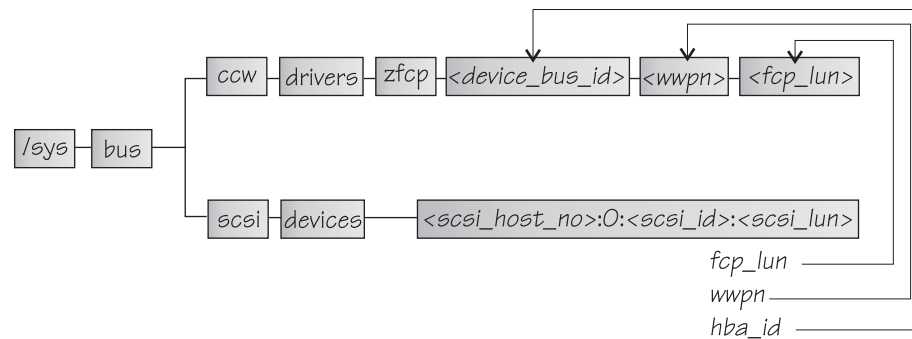 ccw drivers zfcp <device_bus_id> <wwpn> <fcp_lun>
/sys bus
scsi devices <scsi_host_no>:0:<scsi_id>:<scsi_lun>
fcp_lun
wwpn
hba_id